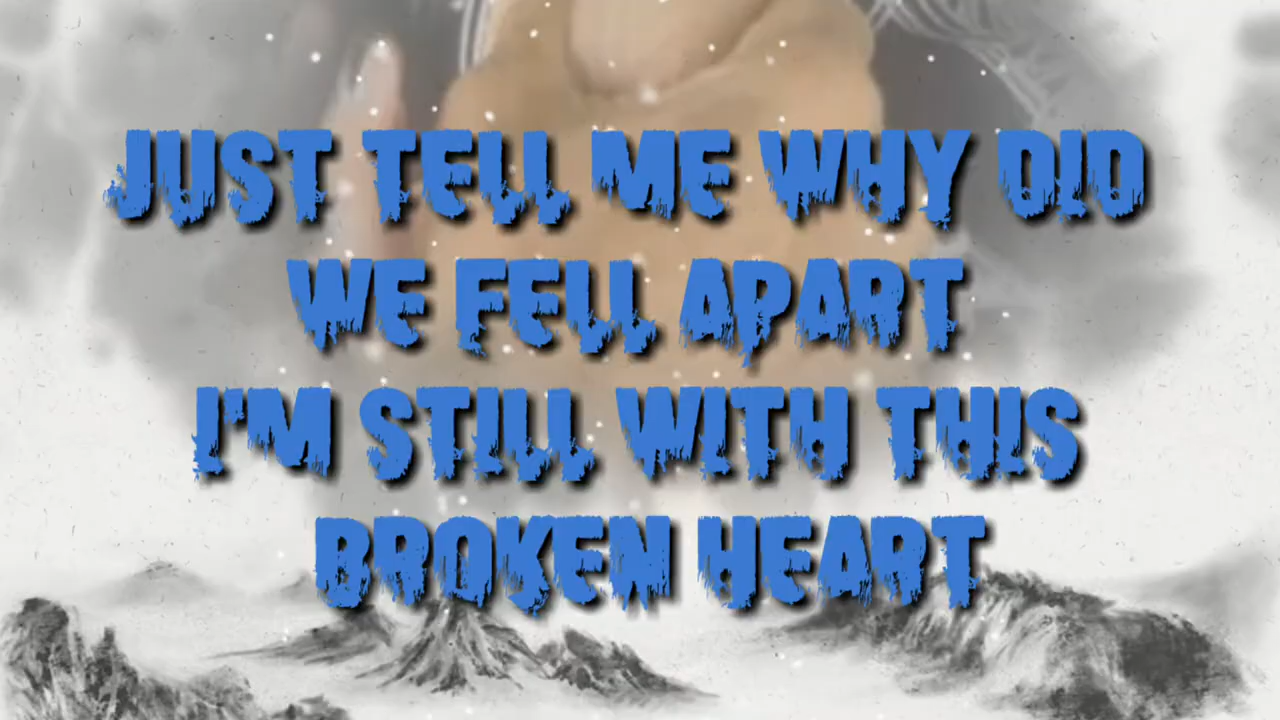 JUST TELL ME WHY DID
WE FELL APART
I'M STILL WITH THIS
BROKEN HEART